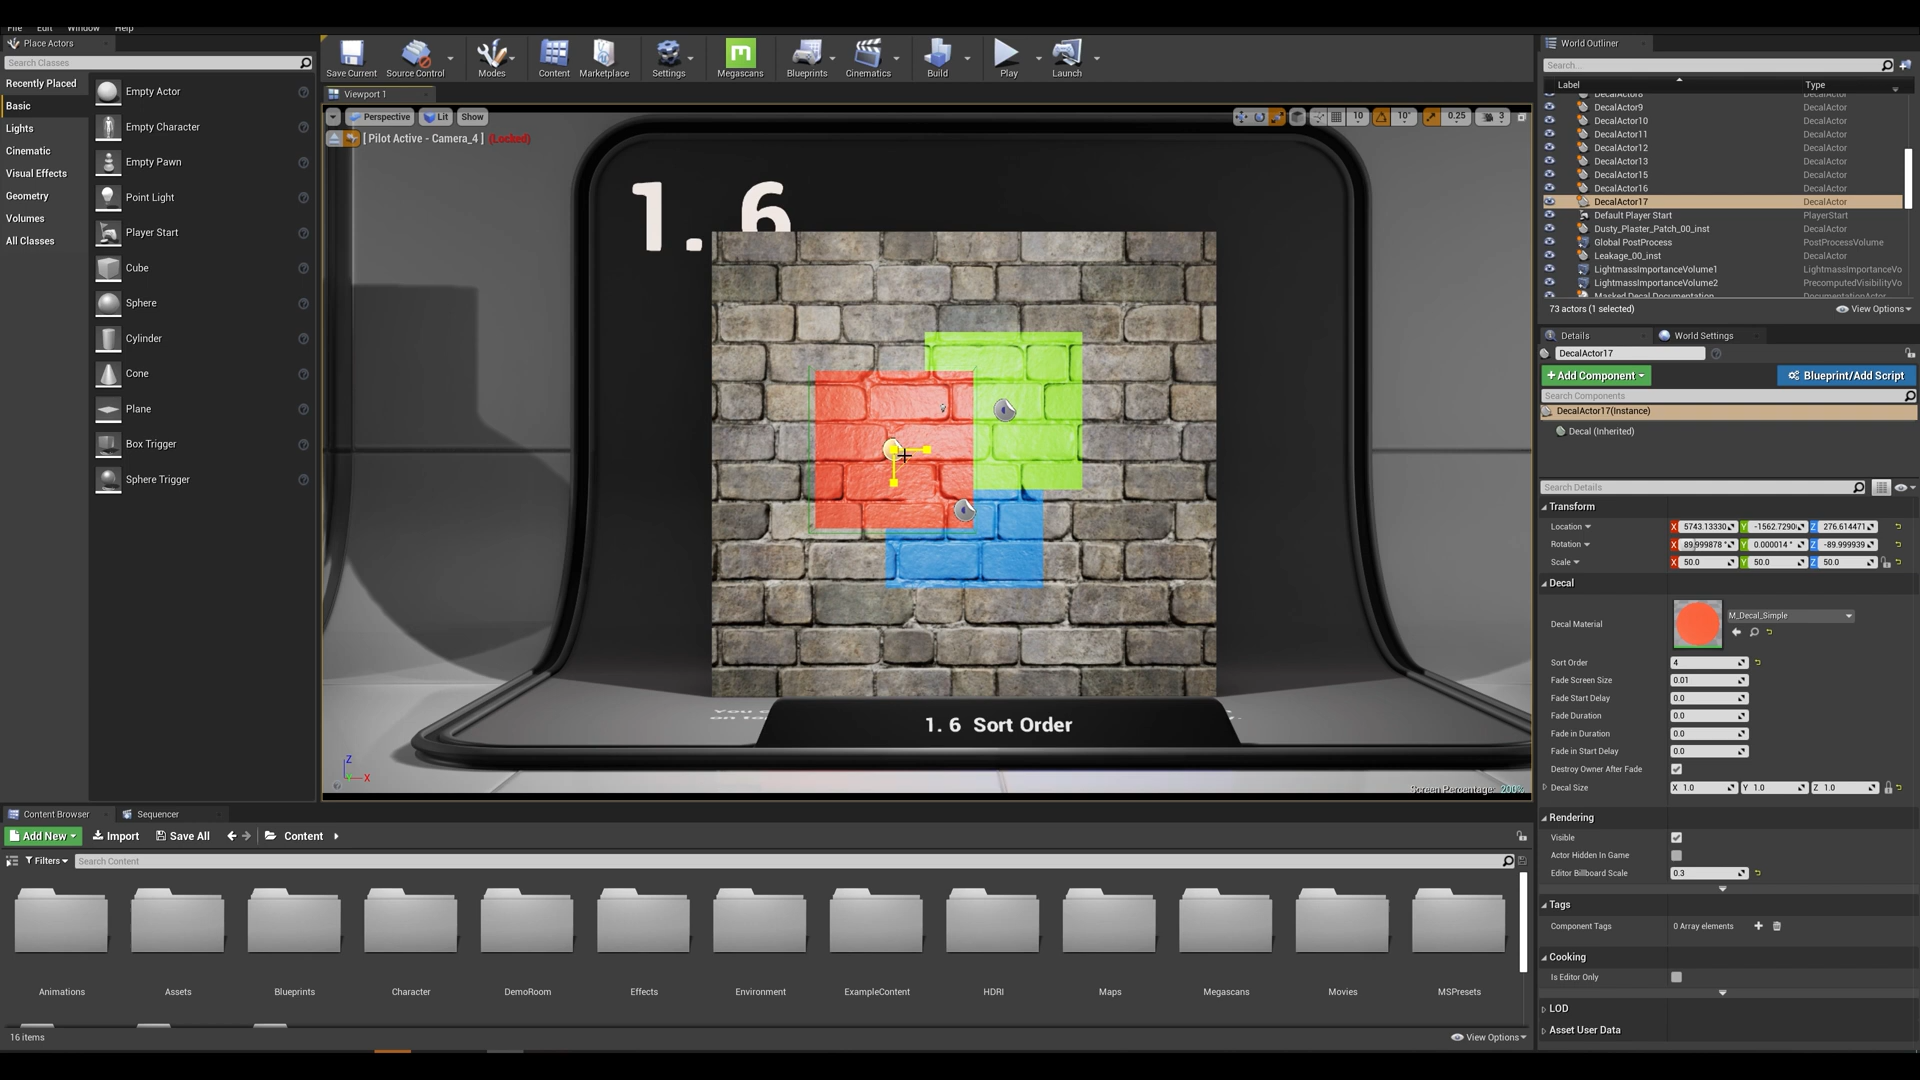 File Edit Window Help
Place Actors
Search Classes
Recently Placed
Basic
Lights
Cinematic
Visual Effects
Geometry
Volumes
All Classes
Empty Actor
Empty Character
Empty Pawn
Point Light
Player Start
Cube
Sphere
Cylinder
Cone
Plane
Box Trigger
Sphere Trigger
Save Current Source Control Modes Content Marketplace Settings Megascans Blueprints Cinematics Build Play Launch
Viewport 1
Perspective Lit Show 10 10° 0.25 3
[ Pilot Active - Camera_4 ] (Locked)
1. 6
1. 6 Sort Order
Z
X
Screen Percentage: 200%
World Outliner
Search...
Label Type
DecalActor8 DecalActor
DecalActor9 DecalActor
DecalActor10 DecalActor
DecalActor11 DecalActor
DecalActor12 DecalActor
DecalActor13 DecalActor
DecalActor15 DecalActor
DecalActor16 DecalActor
DecalActor17 DecalActor
Default Player Start PlayerStart
Dusty_Plaster_Patch_00_inst DecalActor
Global PostProcess PostProcessVolume
Leakage_00_inst DecalActor
LightmassImportanceVolume1 LightmassImportanceVo
LightmassImportanceVolume2 PrecomputedVisibilityVo
Masked Decal Documentation DocumentationActor
73 actors (1 selected) View Options
Details World Settings
DecalActor17
+ Add Component Blueprint/Add Script
Search Components
DecalActor17(Instance)
Decal (Inherited)
Search Details
Transform
Location X 5743.13330 Y -1562.7290 Z 276.614471
Rotation X 89.999878 ° Y 0.000014 ° Z -89.999939
Scale X 50.0 Y 50.0 Z 50.0
Decal
Decal Material M_Decal_Simple
Sort Order 4
Fade Screen Size 0.01
Fade Start Delay 0.0
Fade Duration 0.0
Fade in Duration 0.0
Fade in Start Delay 0.0
Destroy Owner After Fade
Decal Size X 1.0 Y 1.0 Z 1.0
Rendering
Visible
Actor Hidden In Game
Editor Billboard Scale 0.3
Tags
Component Tags 0 Array elements
Cooking
Is Editor Only
LOD
Asset User Data
Content Browser Sequencer
Add New Import Save All Content
Filters Search Content
Animations Assets Blueprints Character DemoRoom Effects Environment ExampleContent HDRI Maps Megascans Movies MSPresets
16 items View Options